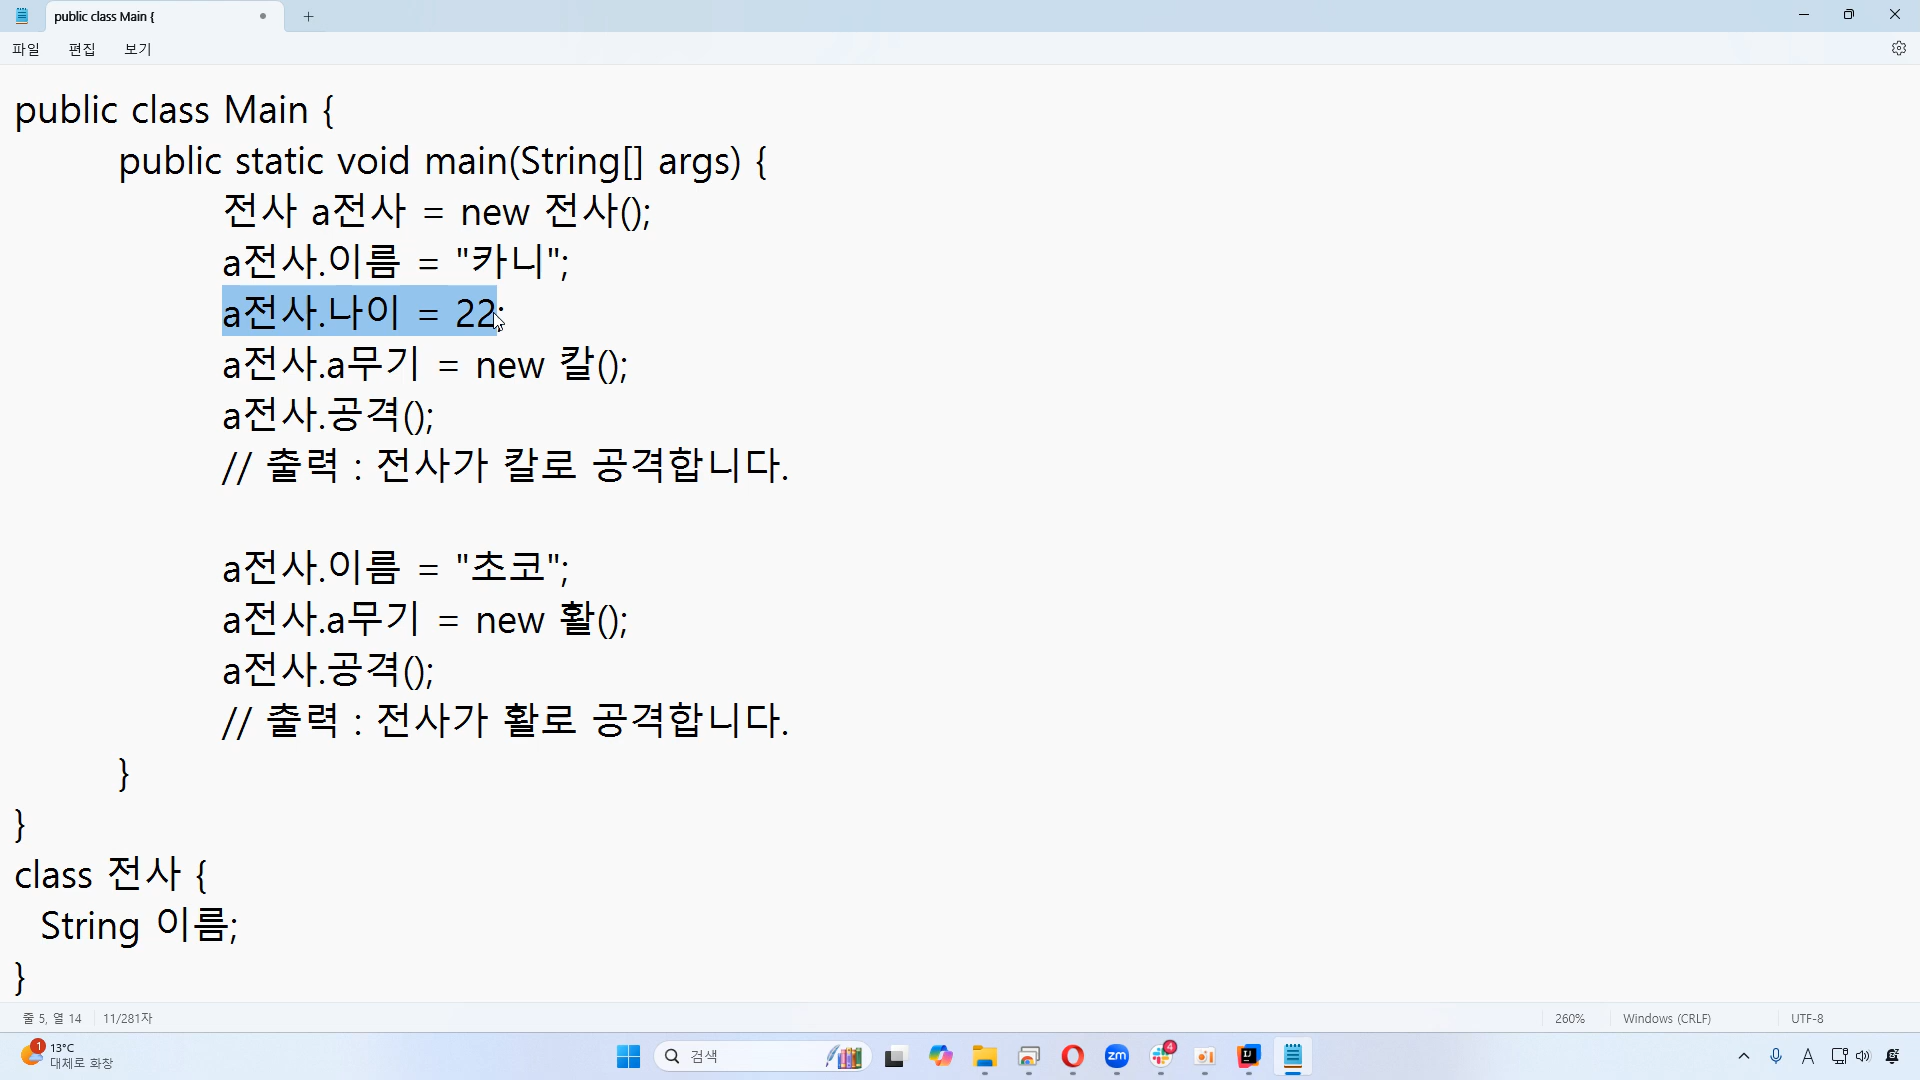 public class Main {
파일 편집 보기
public class Main {
public static void main(String[] args) {
전사 a전사 = new 전사();
a전사.이름 = "카니";
a전사.나이 = 22;
a전사.a무기 = new 칼();
a전사.공격();
// 출력 : 전사가 칼로 공격합니다.
a전사.이름 = "초코";
a전사.a무기 = new 활();
a전사.공격();
// 출력 : 전사가 활로 공격합니다.
}
}
class 전사 {
String 이름;
}
줄 5, 열 14 11/281자 260% Windows (CRLF) UTF-8
1 13°C
대체로 화창
검색
zm
4
A